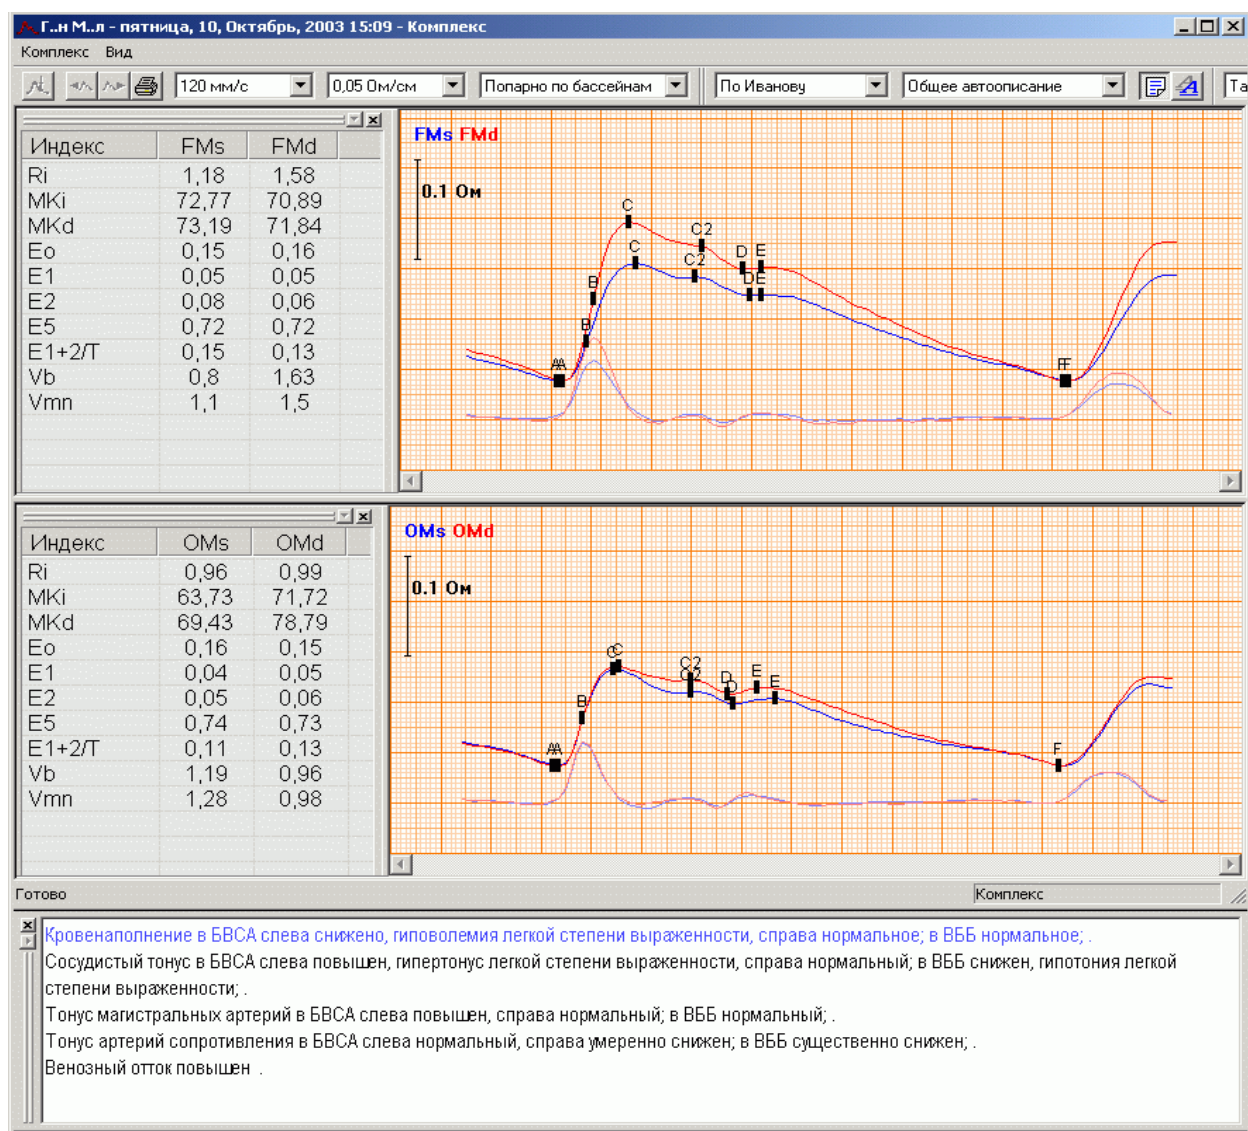 Г..н М..л - пятница, 10, Октябрь, 2003 15:09 - Комплекс
Комплекс Вид
120 мм/с 0,05 Ом/см Попарно по бассейнам По Иванову Общее автоописание Та
Индекс FMs FMd
Ri 1,18 1,58
MKi 72,77 70,89
MKd 73,19 71,84
Eo 0,15 0,16
E1 0,05 0,05
E2 0,08 0,06
E5 0,72 0,72
E1+2/T 0,15 0,13
Vb 0,8 1,63
Vmn 1,1 1,5
FMs FMd
0.1 Ом
C
C2
C
C2
D E
B
D E
B
A A
F F
Индекс OMs OMd
Ri 0,96 0,99
MKi 63,73 71,72
MKd 69,43 78,79
Eo 0,16 0,15
E1 0,04 0,05
E2 0,05 0,06
E5 0,74 0,73
E1+2/T 0,11 0,13
Vb 1,19 0,96
Vmn 1,28 0,98
OMs OMd
0.1 Ом
C C
C2
C2
D E
D E
B
A A
F
Готово
Комплекс
Кровенаполнение в БВСА слева снижено, гиповолемия легкой степени выраженности, справа нормальное; в ВББ нормальное; .
Сосудистый тонус в БВСА слева повышен, гипертонус легкой степени выраженности, справа нормальный; в ВББ снижен, гипотония легкой
степени выраженности; .
Тонус магистральных артерий в БВСА слева повышен, справа нормальный; в ВББ нормальный; .
Тонус артерий сопротивления в БВСА слева нормальный, справа умеренно снижен; в ВББ существенно снижен; .
Венозный отток повышен .